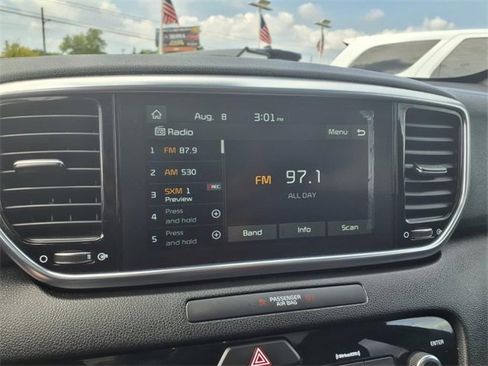 Aug. 8 3:01 PM
Radio
Menu
1 FM 87.9
2 AM 530
3 SXM 1 REC
Preview
4 Press
and hold
5 Press
and hold
FM 97.1
ALL DAY
Band Info Scan
PASSENGER
AIR BAG
ENTER